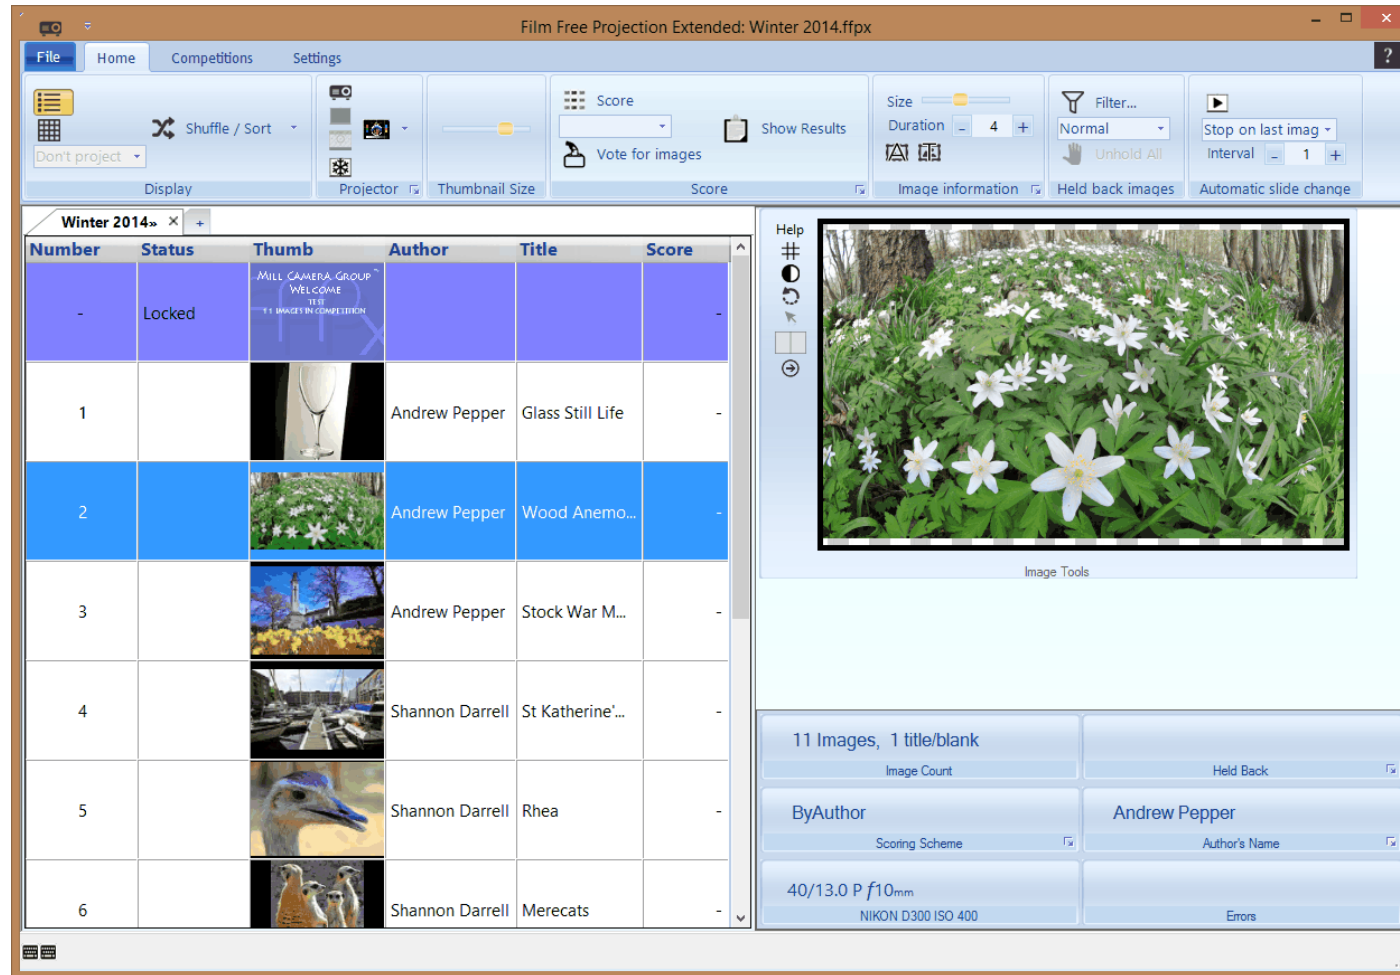 Film Free Projection Extended: Winter 2014.ffpx
File Home Competitions Settings ?
Don't project
Shuffle / Sort
Display
Projector
Thumbnail Size
Score
Vote for images
Show Results
Score
Size
Duration - 4 +
Image information
Filter...
Normal
Unhold All
Held back images
Stop on last imag
Interval - 1 +
Automatic slide change
Winter 2014» × +
Number Status Thumb Author Title Score
- Locked -
MILL CAMERA GROUP
WELCOME
TEST
11 IMAGES IN COMPETITION
1 Andrew Pepper Glass Still Life -
2 Andrew Pepper Wood Anemo... -
3 Andrew Pepper Stock War M... -
4 Shannon Darrell St Katherine'... -
5 Shannon Darrell Rhea -
6 Shannon Darrell Merecats -
Help
Image Tools
11 Images, 1 title/blank
Image Count
Held Back
ByAuthor
Scoring Scheme
Andrew Pepper
Author's Name
40/13.0 P ƒ10mm
NIKON D300 ISO 400
Errors